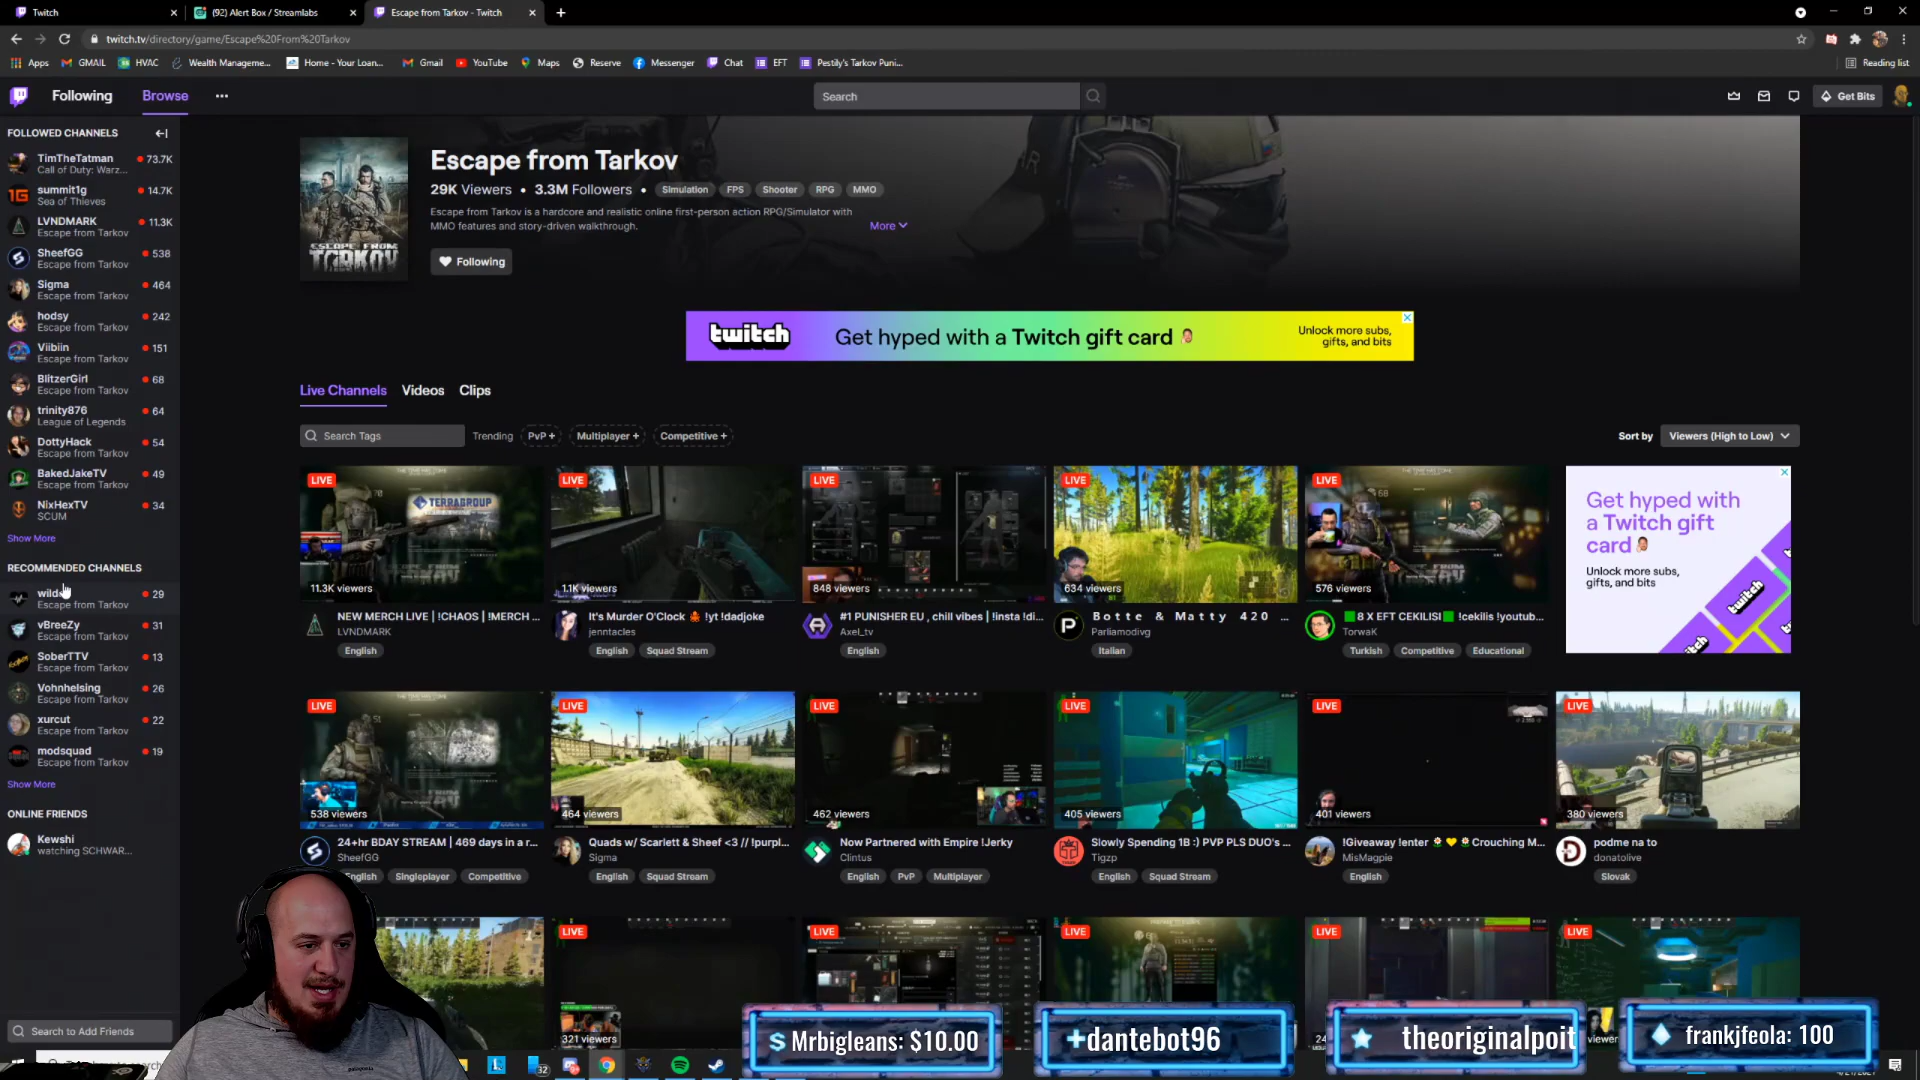 Twitch
(92) Alert Box / Streamlabs
Escape from Tarkov - Twitch
twitch.tv/directory/game/Escape%20From%20Tarkov
Apps
GMAIL
HVAC
Wealth Manageme...
Home - Your Loan...
Gmail
YouTube
Maps
Reserve
Messenger
Chat
EFT
Pestily's Tarkov Puni...
Reading list
Following
Browse
Search
Get Bits
FOLLOWED CHANNELS
TimTheTatman
73.7K
Call of Duty: Warz...
summit1g
14.7K
Sea of Thieves
LVNDMARK
11.3K
Escape from Tarkov
SheefGG
538
Escape from Tarkov
Sigma
464
Escape from Tarkov
hodsy
242
Escape from Tarkov
Viibiin
151
Escape from Tarkov
BlitzerGirl
68
Escape from Tarkov
trinity876
64
League of Legends
DottyHack
54
Escape from Tarkov
BakedJakeTV
49
Escape from Tarkov
NixHexTV
34
SCUM
Show More
RECOMMENDED CHANNELS
29
Escape from Tarkov
vBreeZy
31
Escape from Tarkov
SoberTTV
13
Escape from Tarkov
Vohnhelsing
26
Escape from Tarkov
xurcut
22
Escape from Tarkov
modsquad
19
Escape from Tarkov
Show More
ONLINE FRIENDS
Kewshi
watching SCHWAR...
Search to Add Friends
ESCAPE FROM
TARKOV
Escape from Tarkov
29K Viewers • 3.3M Followers •
Simulation
FPS
Shooter
RPG
MMO
Escape from Tarkov is a hardcore and realistic online first-person action RPG/Simulator with
MMO features and story-driven walkthrough.
More
Following
twitch
Get hyped with a Twitch gift card
Unlock more subs,
gifts, and bits
Live Channels
Videos
Clips
Search Tags
Trending
PvP +
Multiplayer +
Competitive +
Sort by
Viewers (High to Low)
LIVE
TERRAGROUP
11.3K viewers
NEW MERCH LIVE | !CHAOS | !MERCH ...
LVNDMARK
English
LIVE
1.1K viewers
It's Murder O'Clock !yt !dadjoke
jenntacles
English
Squad Stream
LIVE
848 viewers
#1 PUNISHER EU , chill vibes | !insta !di...
Axel_tv
English
LIVE
634 viewers
Botte & Matty 420 ...
Parliamodivg
Italian
LIVE
68
576 viewers
8 X EFT CEKILISI !cekilis !youtub...
TorwaK
Turkish
Competitive
Educational
Get hyped with
a Twitch gift
card
Unlock more subs,
gifts, and bits
twitch
LIVE
51
538 viewers
24+hr BDAY STREAM | 469 days in a r...
SheefGG
English
Singleplayer
Competitive
LIVE
464 viewers
Quads w/ Scarlett & Sheef <3 // !purpl...
Sigma
English
Squad Stream
LIVE
462 viewers
Now Partnered with Empire !Jerky
Clintus
English
PvP
Multiplayer
LIVE
405 viewers
Slowly Spending 1B :) PVP PLS DUO's ...
Tigzp
English
Squad Stream
LIVE
401 viewers
!Giveaway !enter Crouching M...
MisMagpie
English
LIVE
380 viewers
podme na to
donatolive
Slovak
LIVE
321 viewers
LIVE
LIVE
LIVE
LIVE
$ Mrbigleans: $10.00
+dantebot96
theoriginalpoit
frankjfeola: 100
32